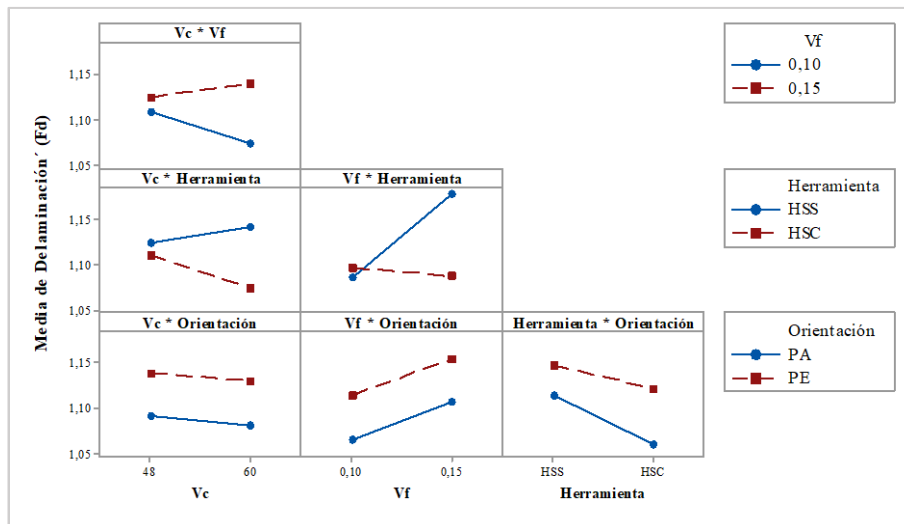 Vc * Vf
Vf
0,10
0,15
1,15
1,10
1,05
Media de Delaminación´ (Fd)
Vc * Herramienta
Vf * Herramienta
Herramienta
HSS
HSC
1,15
1,10
1,05
Vc * Orientación
Vf * Orientación
Herramienta * Orientación
Orientación
PA
PE
1,15
1,10
1,05
48
60
0,10
0,15
HSS
HSC
Vc
Vf
Herramienta